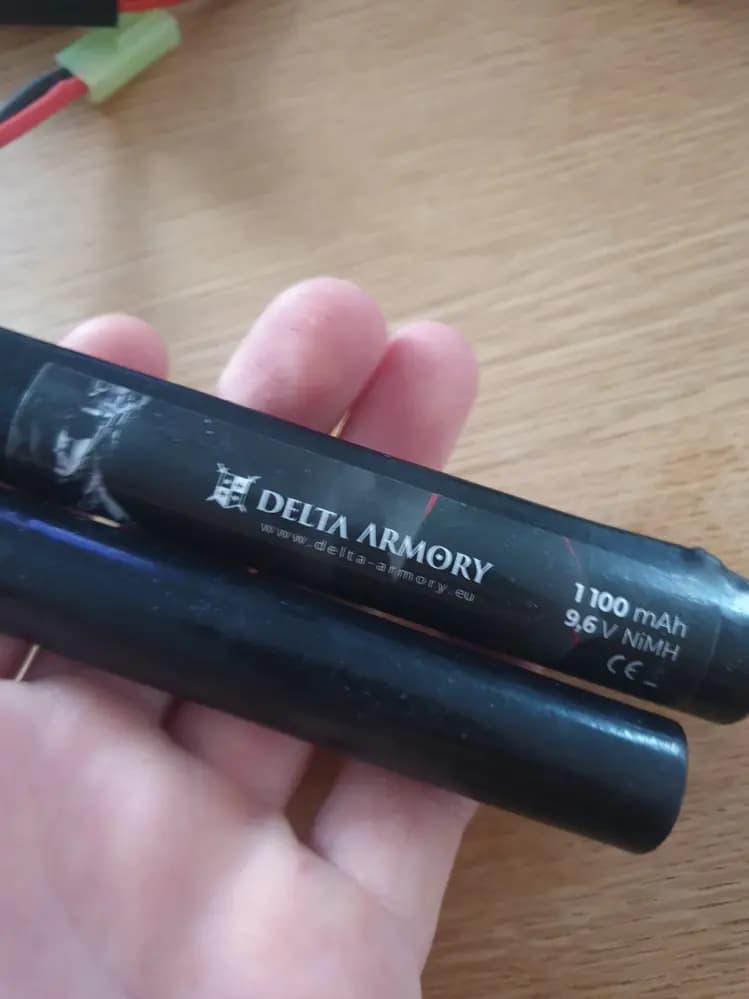 DELTA ARMORY
www.delta-armory.eu
1100 mAh
9,6 V NiMH
CE